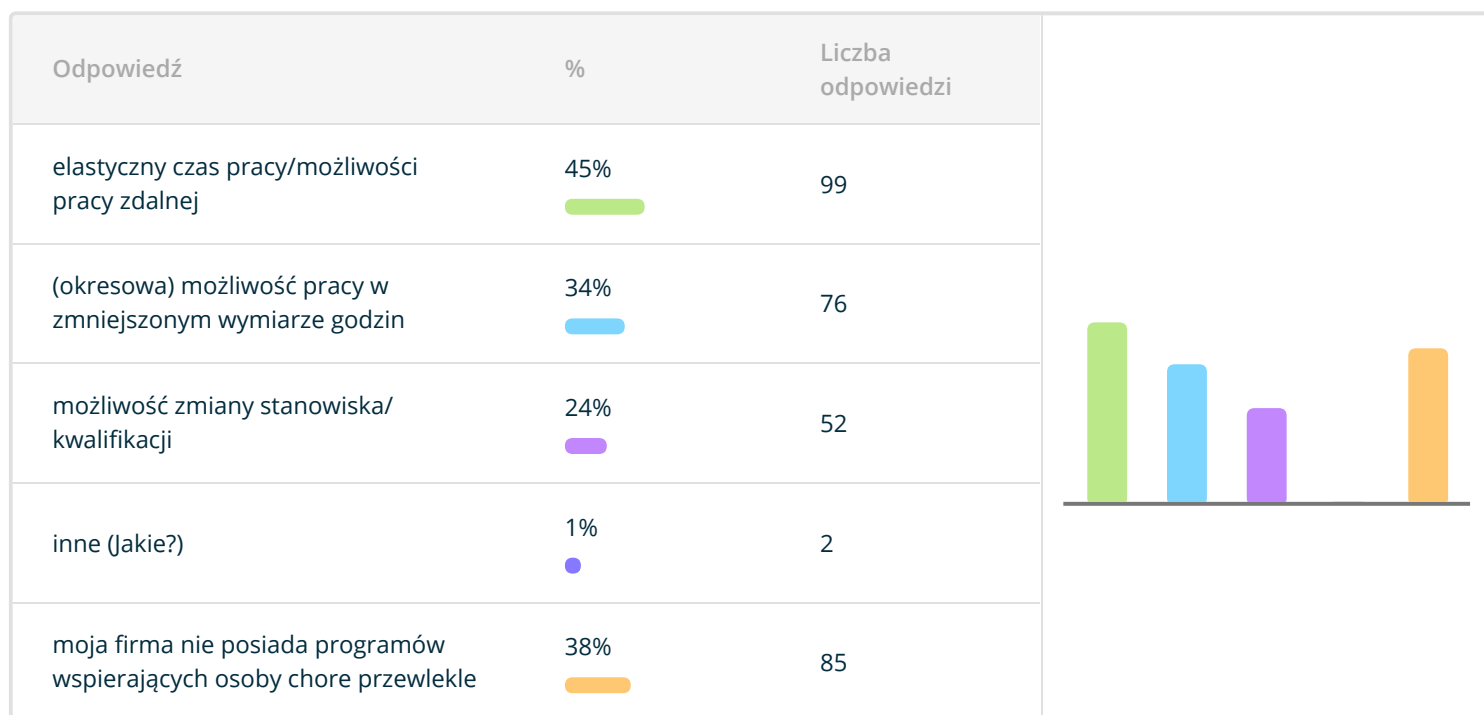 Odpowiedź % Liczba
odpowiedzi
elastyczny czas pracy/możliwości
pracy zdalnej
45%
99
(okresowa) możliwość pracy w
zmniejszonym wymiarze godzin
34%
76
możliwość zmiany stanowiska/
kwalifikacji
24%
52
inne (Jakie?)
1%
2
moja firma nie posiada programów
wspierających osoby chore przewlekle
38%
85